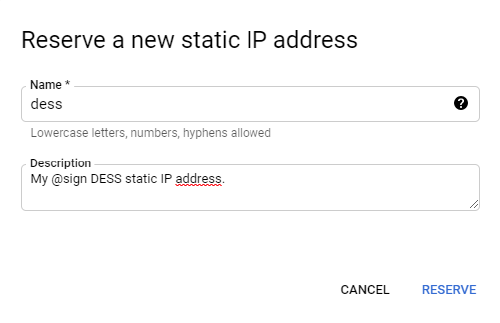 Reserve a new static IP address
Name *
dess
Lowercase letters, numbers, hyphens allowed
Description
My @sign DESS static IP address.
CANCEL
RESERVE